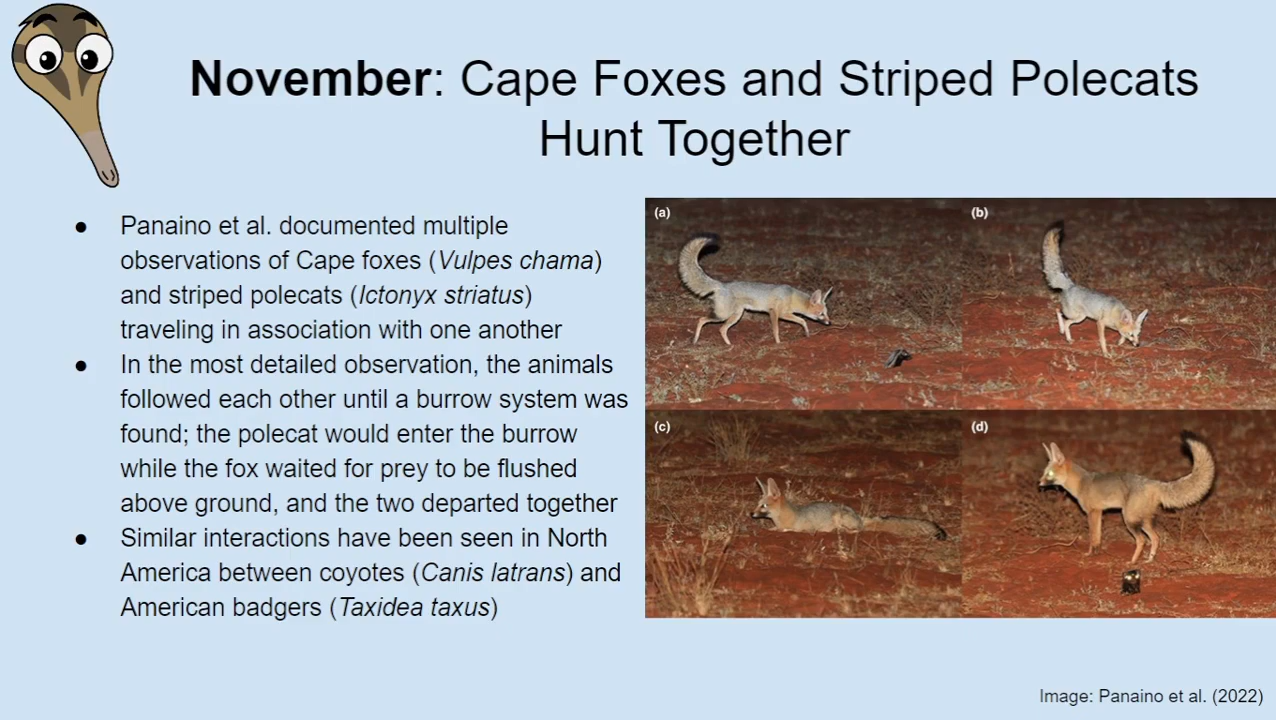 November: Cape Foxes and Striped Polecats
Hunt Together
● Panaino et al. documented multiple
observations of Cape foxes (Vulpes chama)
and striped polecats (Ictonyx striatus)
traveling in association with one another
● In the most detailed observation, the animals
followed each other until a burrow system was
found; the polecat would enter the burrow
while the fox waited for prey to be flushed
above ground, and the two departed together
● Similar interactions have been seen in North
America between coyotes (Canis latrans) and
American badgers (Taxidea taxus)
(a)
(b)
(c)
(d)
Image: Panaino et al. (2022)